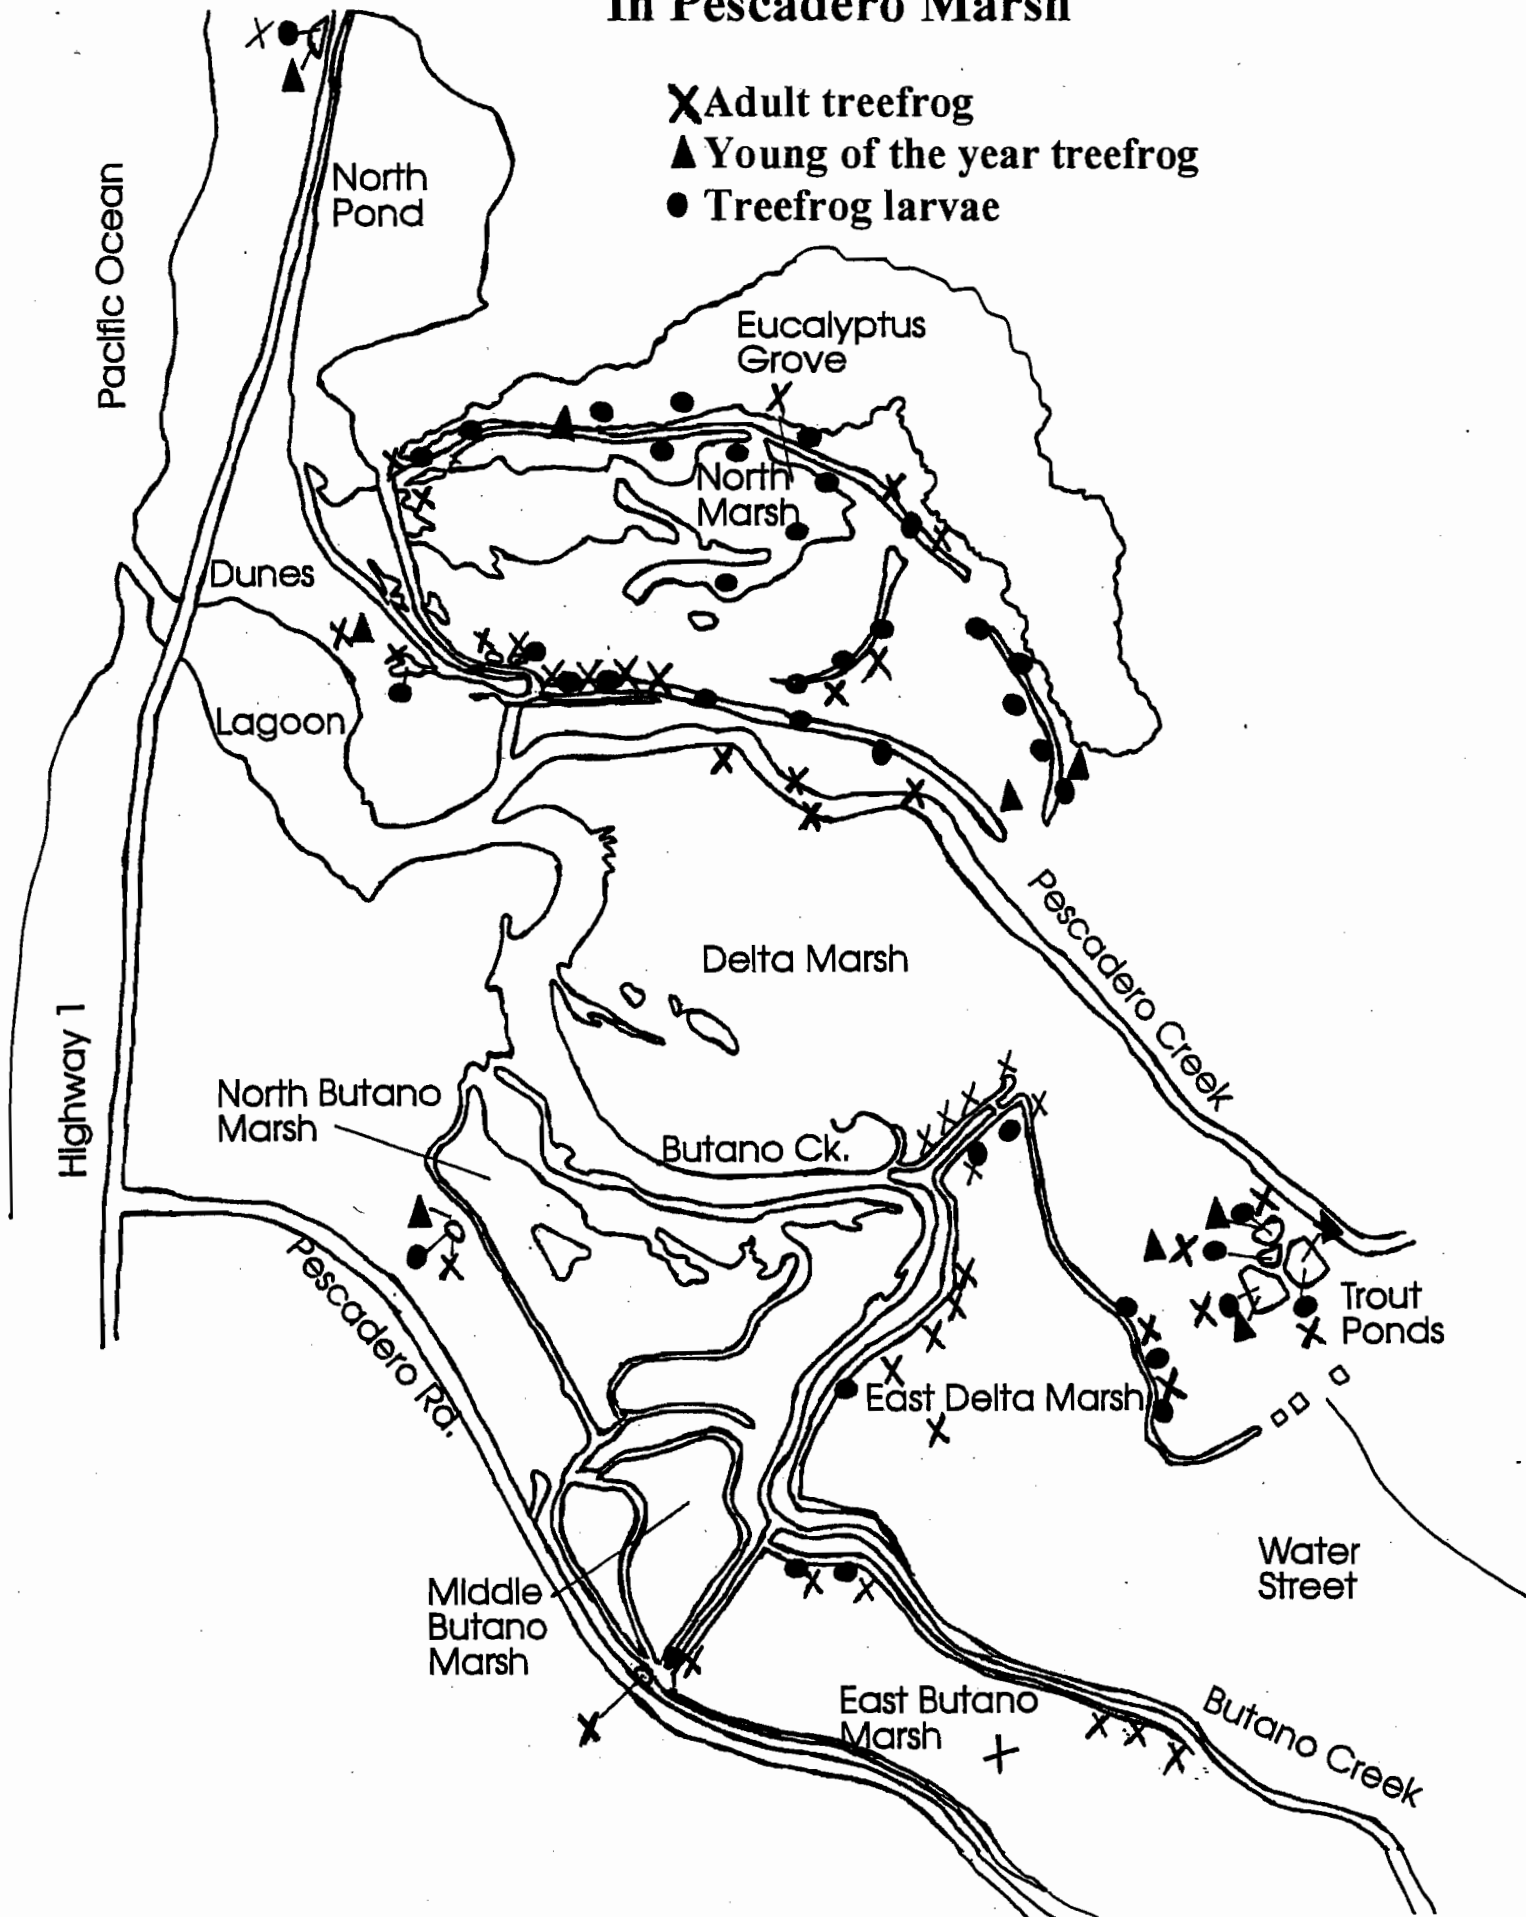 In Pescadero Marsh
X Adult treefrog
▲ Young of the year treefrog
● Treefrog larvae
Pacific Ocean
North
Pond
Eucalyptus
Grove
North
Marsh
Dunes
Lagoon
Pescadero Creek
Delta Marsh
Highway 1
North Butano
Marsh
Butano Ck.
Pescadero Rd.
Trout
Ponds
East Delta Marsh
Water
Street
Middle
Butano
Marsh
East Butano
Marsh
Butano Creek